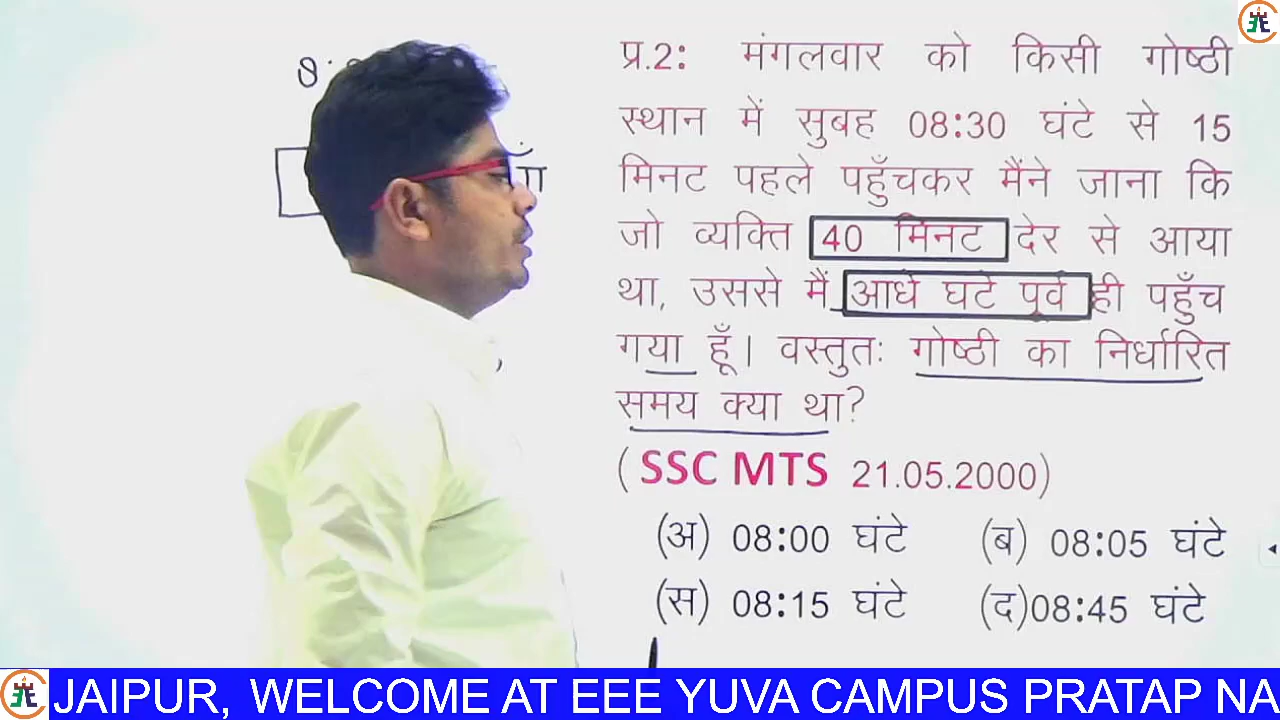 प्र.2: मंगलवार को किसी गोष्ठी
स्थान में सुबह 08:30 घंटे से 15
मिनट पहले पहुँचकर मैंने जाना कि
जो व्यक्ति 40 मिनट देर से आया
था, उससे मैं आधे घंटे पूर्व ही पहुँच
गया हूँ। वस्तुतः गोष्ठी का निर्धारित
समय क्या था?
(SSC MTS 21.05.2000)
(अ) 08:00 घंटे (ब) 08:05 घंटे
(स) 08:15 घंटे (द)08:45 घंटे
JAIPUR, WELCOME AT EEE YUVA CAMPUS PRATAP NA